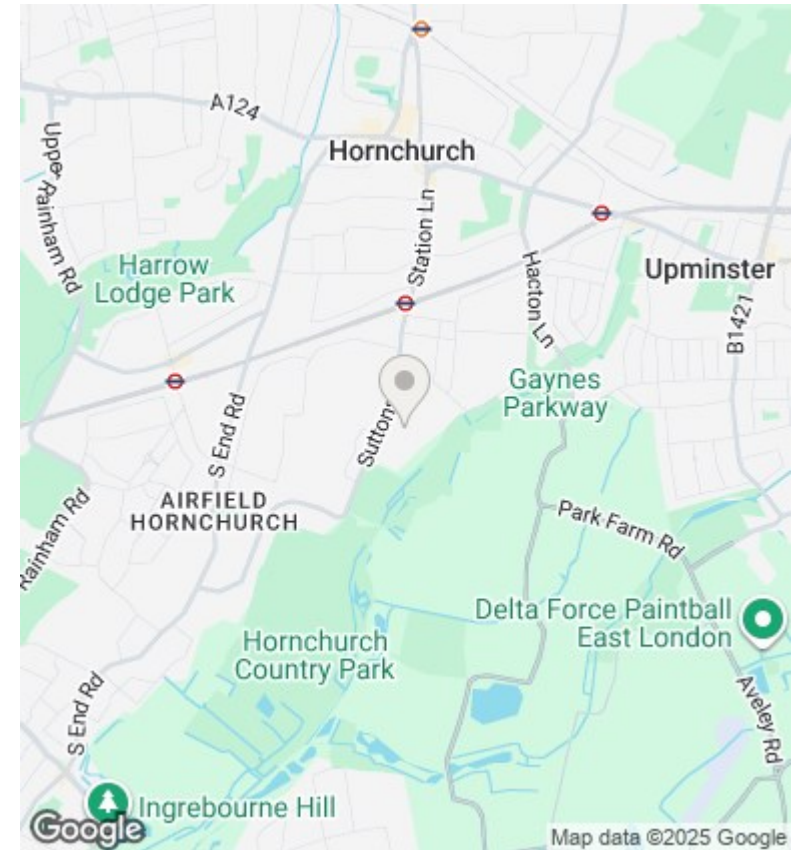 A124
Hornchurch
Upper Rainham Rd
Station Ln
Harrow
Lodge Park
Hacton Ln
Upminster
B1421
S End Rd
Gaynes
Parkway
Suttons
AIRFIELD
HORNCHURCH
Rainham Rd
Park Farm Rd
Delta Force Paintball
East London
Hornchurch
Country Park
S End Rd
Aveley Rd
Ingrebourne Hill
Google
Map data ©2025 Google